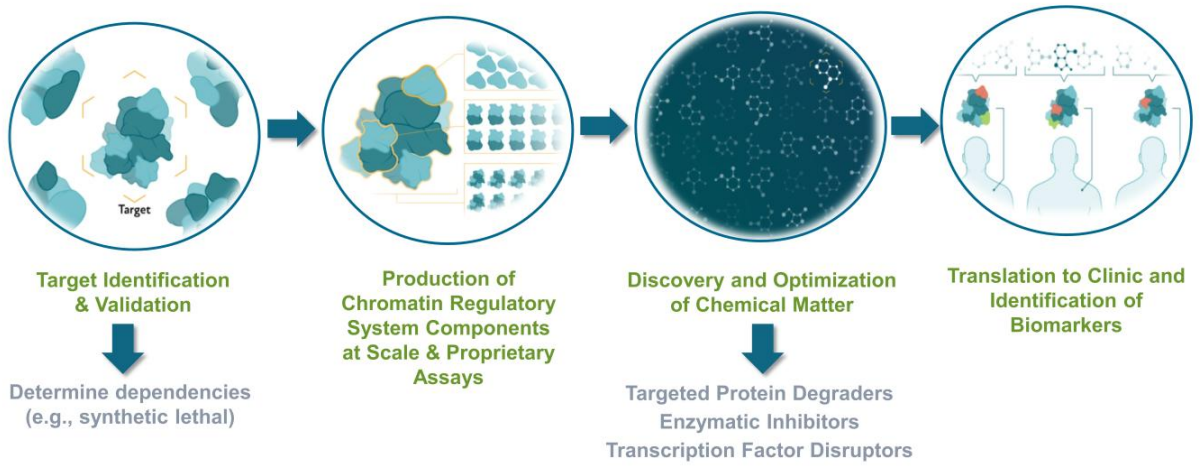 Target
Target Identification
& Validation
Determine dependencies
(e.g., synthetic lethal)
Production of
Chromatin Regulatory
System Components
at Scale & Proprietary
Assays
Discovery and Optimization
of Chemical Matter
Targeted Protein Degraders
Enzymatic Inhibitors
Transcription Factor Disruptors
Translation to Clinic and
Identification of
Biomarkers